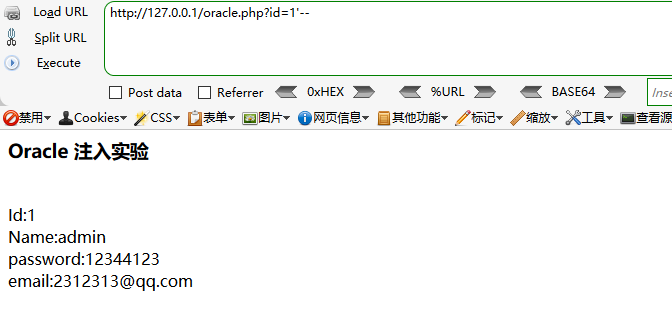 Load URL
http://127.0.0.1/oracle.php?id=1'--
Split URL
Execute
Post data Referrer 0xHEX %URL BASE64 Inse
禁用 Cookies CSS 表单 图片 网页信息 其他功能 标记 缩放 工具 查看源
Oracle 注入实验
Id:1
Name:admin
password:12344123
email:2312313@qq.com